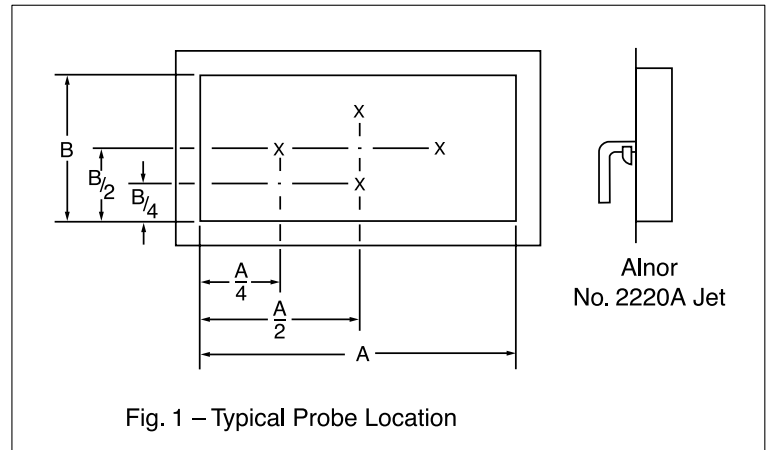 X
B
X
X
B/2
X
B/4
A/4
A/2
A
Alnor
No. 2220A Jet
Fig. 1 – Typical Probe Location